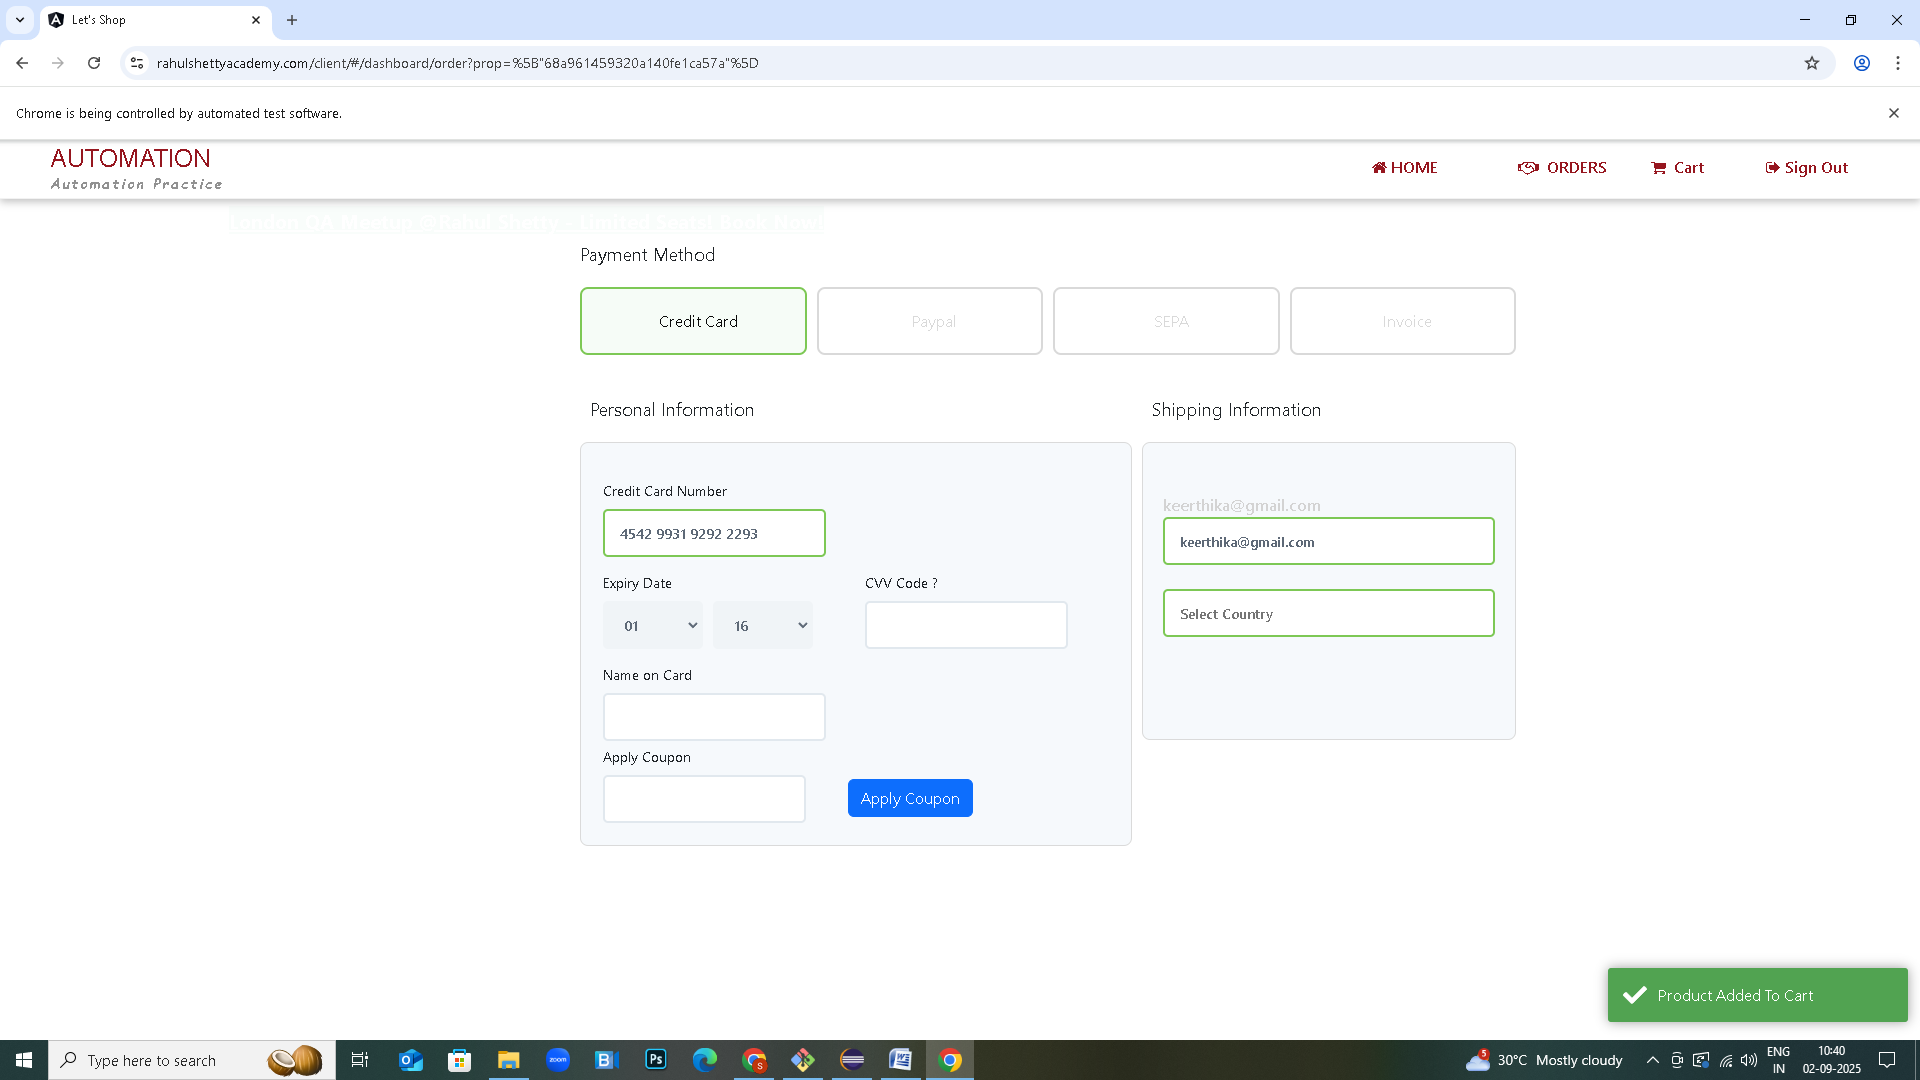 Let's Shop
rahulshettyacademy.com/client/#/dashboard/order?prop=%5B"68a961459320a140fe1ca57a"%5D
Chrome is being controlled by automated test software.
AUTOMATION
Automation Practice
HOME
ORDERS
Cart
Sign Out
Payment Method
Credit Card
Paypal
SEPA
Invoice
Personal Information
Shipping Information
Credit Card Number
4542 9931 9292 2293
keerthika@gmail.com
keerthika@gmail.com
Expiry Date
CVV Code ?
01
16
Select Country
Name on Card
Apply Coupon
Apply Coupon
Product Added To Cart
Type here to search
zoom
Ps
5
30°C Mostly cloudy
ENG
IN
10:40
02-09-2025